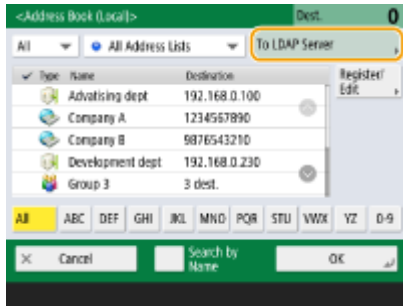 <Address Book (Local)> Dest. 0
All All Address Lists To LDAP Server
Type Name Destination Register/
Edit
Advatising dept 192.168.0.100
Company A 1234567890
Company B 9876543210
Development dept 192.168.0.230
Group 3 3 dest.
All ABC DEF GHI JKL MNO PQR STU VWX YZ 0-9
Cancel Search by
Name OK